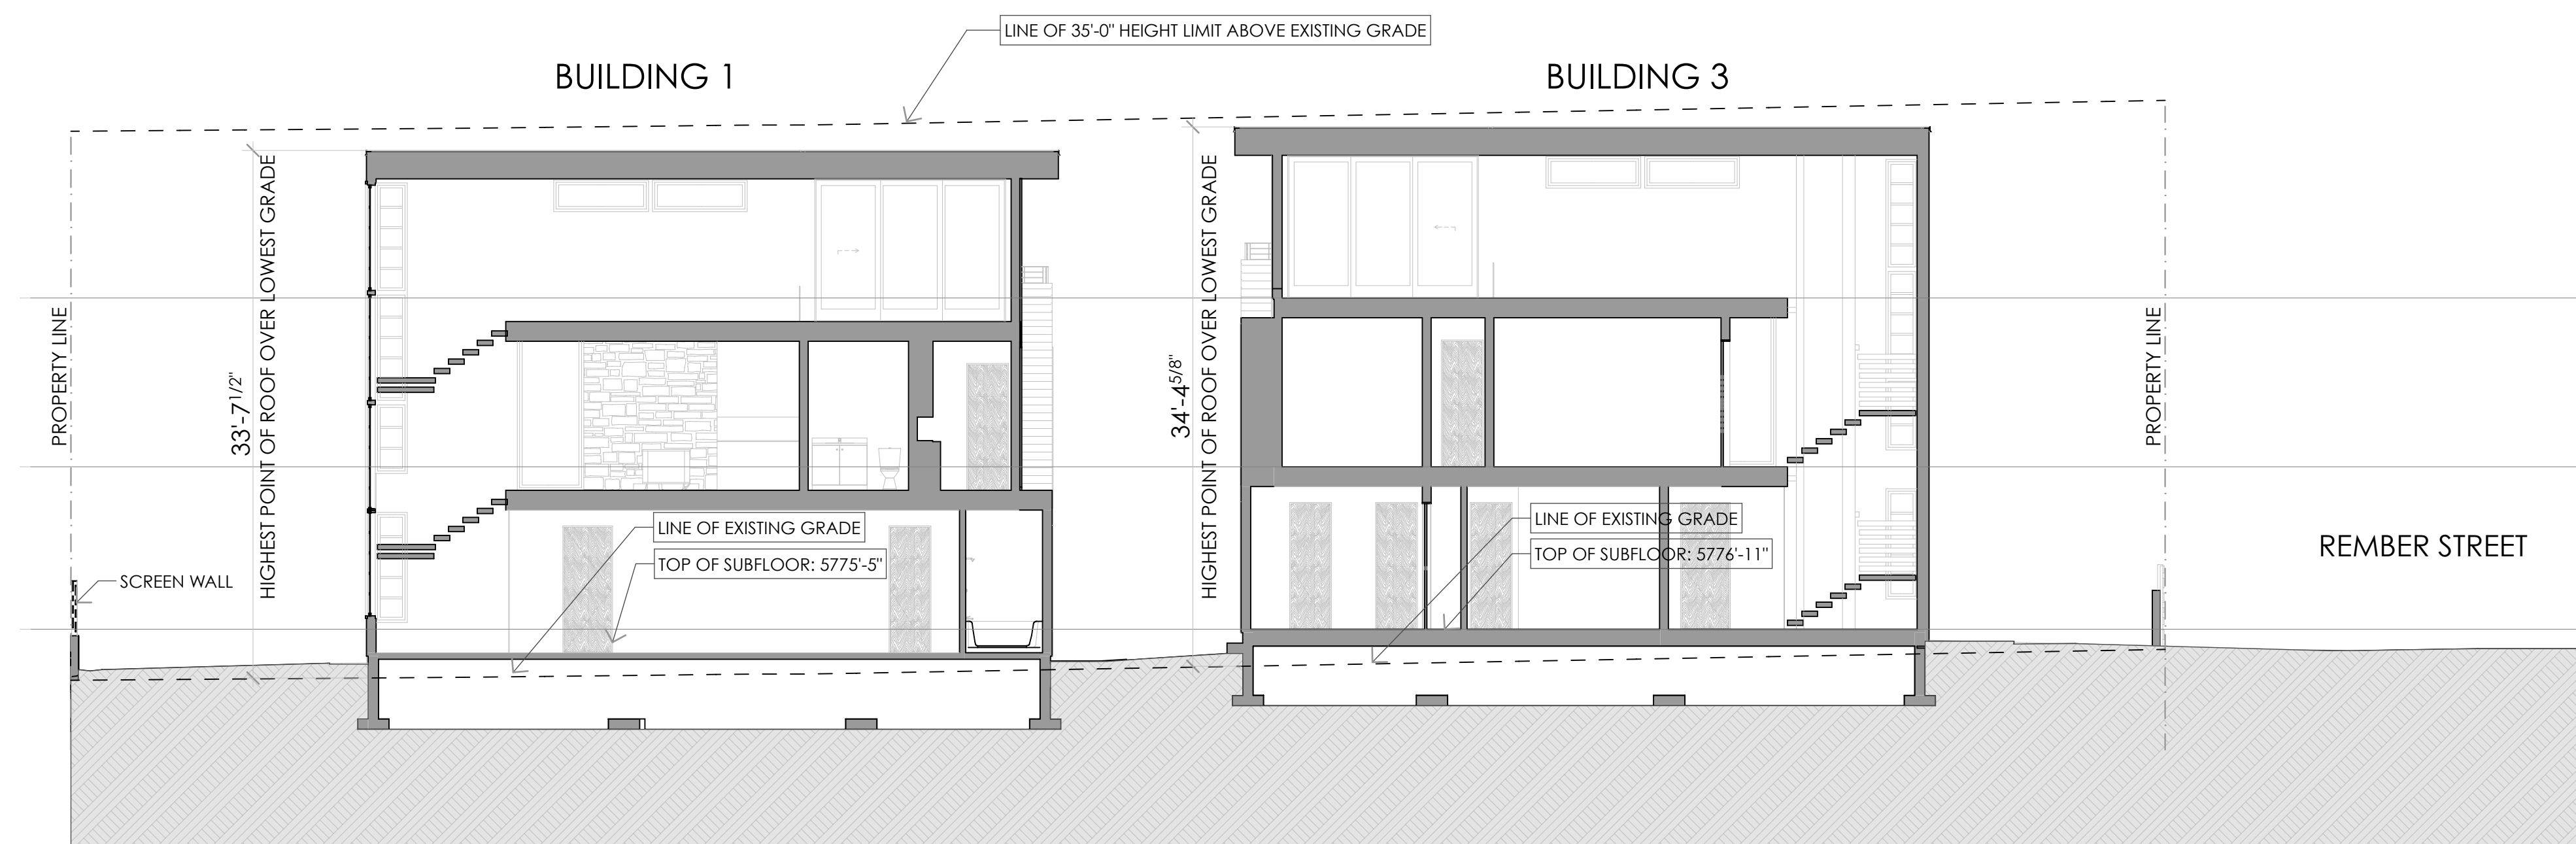 LINE OF 35'-0" HEIGHT LIMIT ABOVE EXISTING GRADE
BUILDING 1
BUILDING 3
PROPERTY LINE
33'-7 1/2"
HIGHEST POINT OF ROOF OVER LOWEST GRADE
34'-4 5/8"
HIGHEST POINT OF ROOF OVER LOWEST GRADE
PROPERTY LINE
SCREEN WALL
LINE OF EXISTING GRADE
TOP OF SUBFLOOR: 5775'-5"
LINE OF EXISTING GRADE
TOP OF SUBFLOOR: 5776'-11"
REMBER STREET